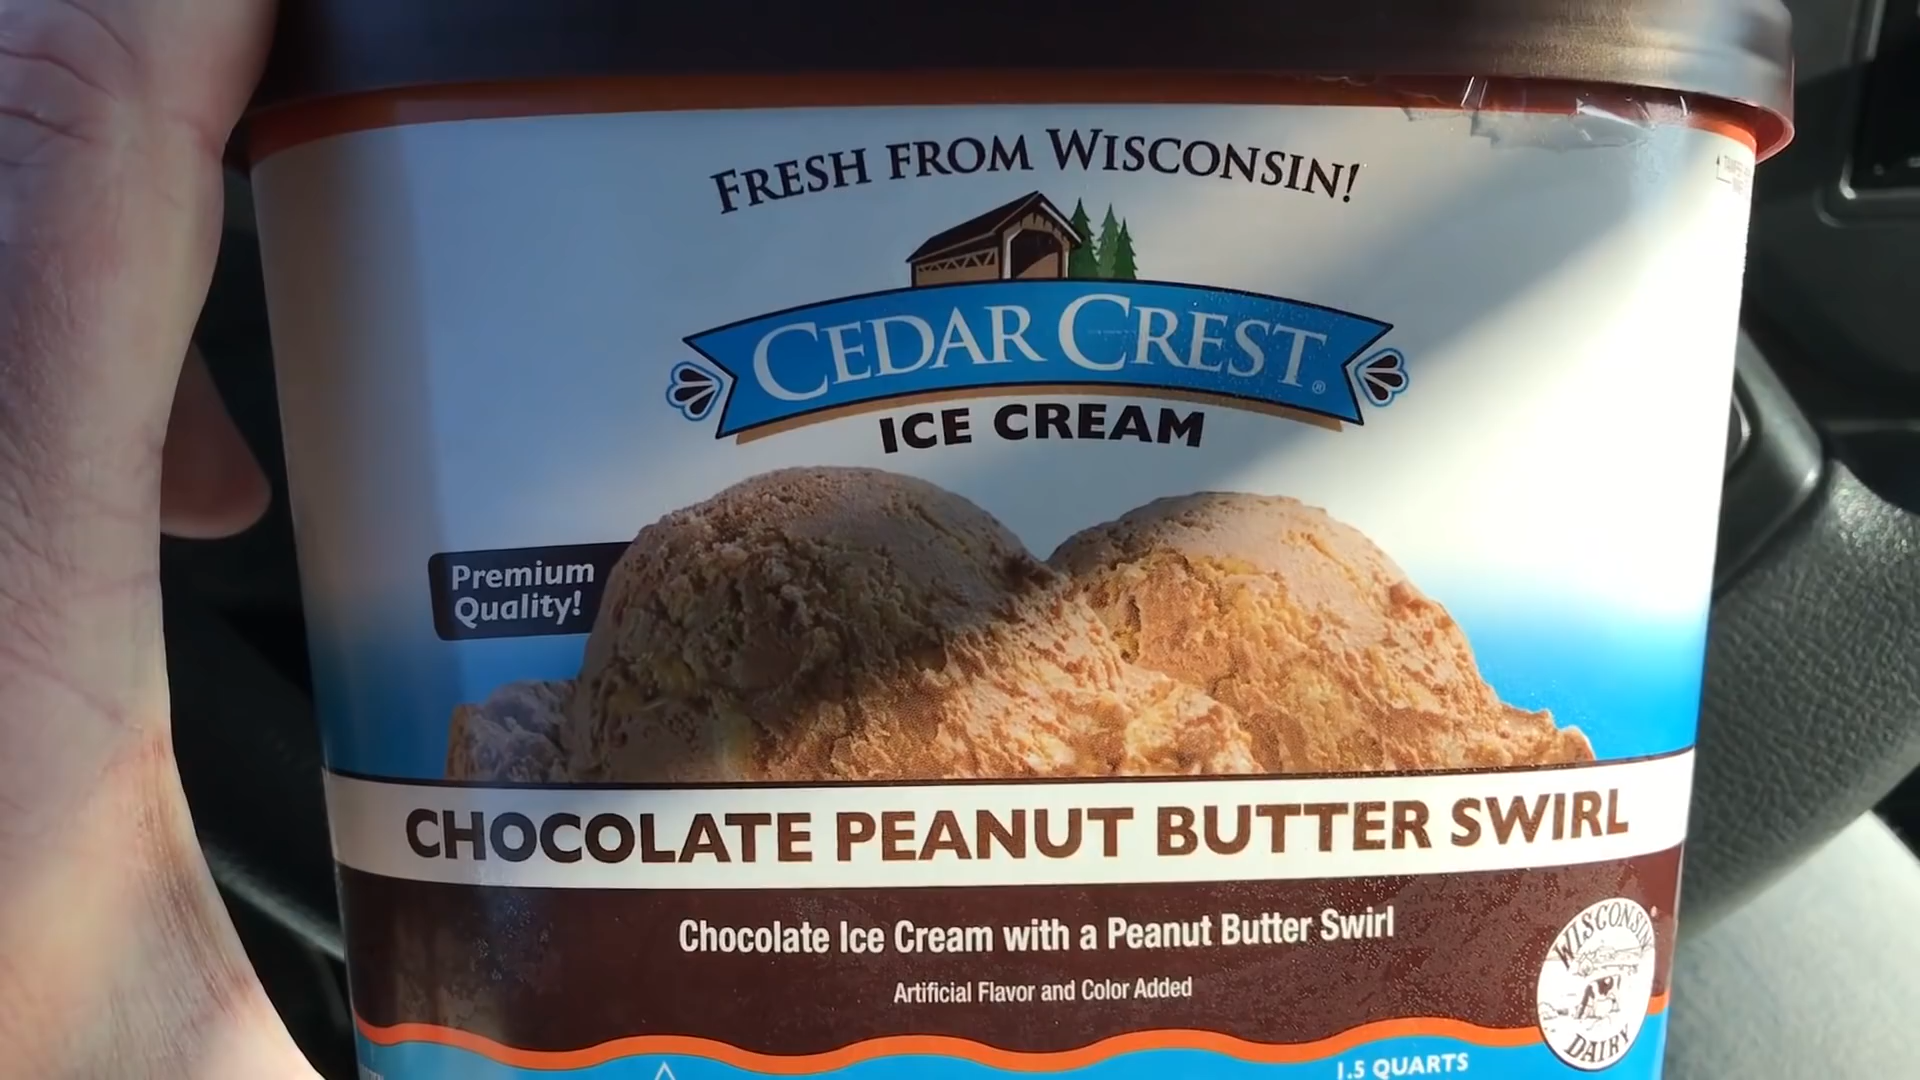 FRESH FROM WISCONSIN!
CEDAR CREST®
ICE CREAM
Premium
Quality!
CHOCOLATE PEANUT BUTTER SWIRL
Chocolate Ice Cream with a Peanut Butter Swirl
Artificial Flavor and Color Added
WISCONSIN
DAIRY
1.5 QUARTS